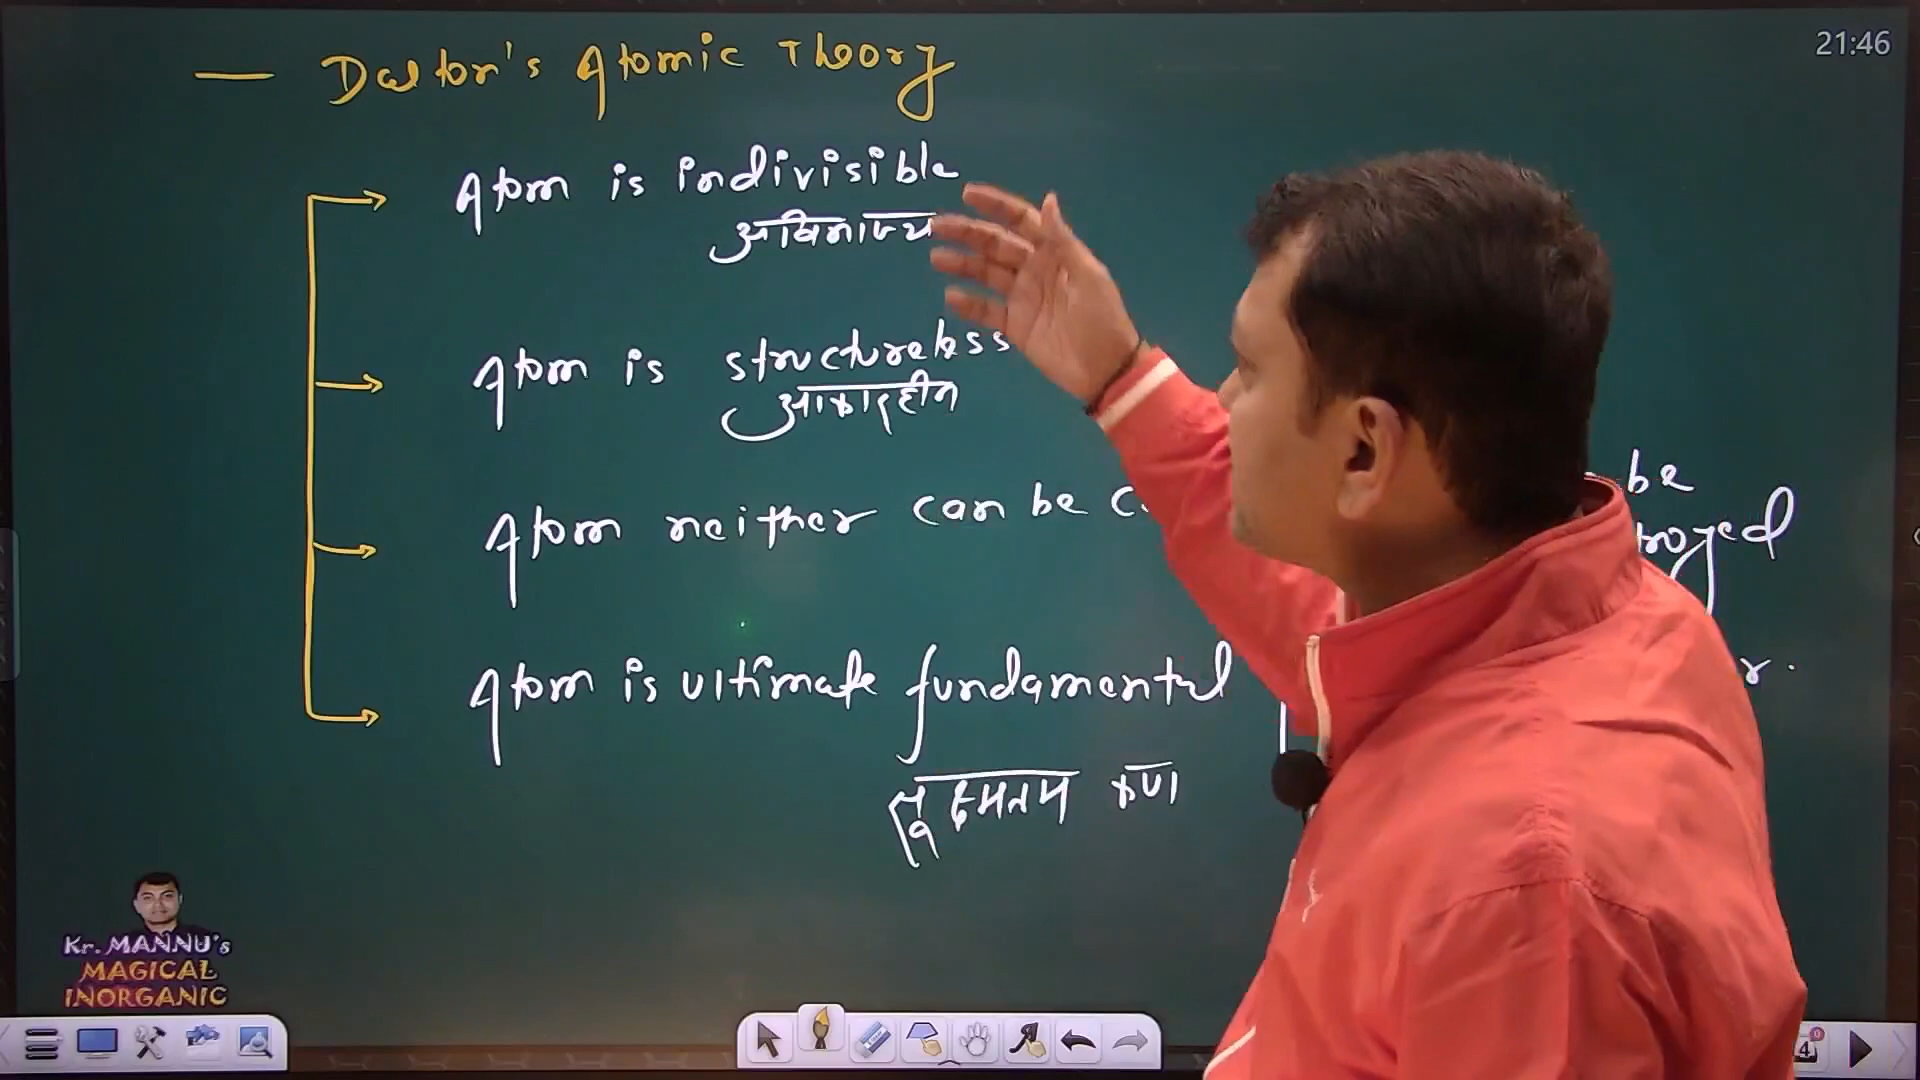 21:46
— Dalton's Atomic Theory
Atom is indivisible
अविभाज्य
Atom is structureless
आकारहीन
Atom neither can be
be
Atom is ultimate fundamental
सूक्ष्मतम कण
Kr. MANNU's
MAGICAL
INORGANIC